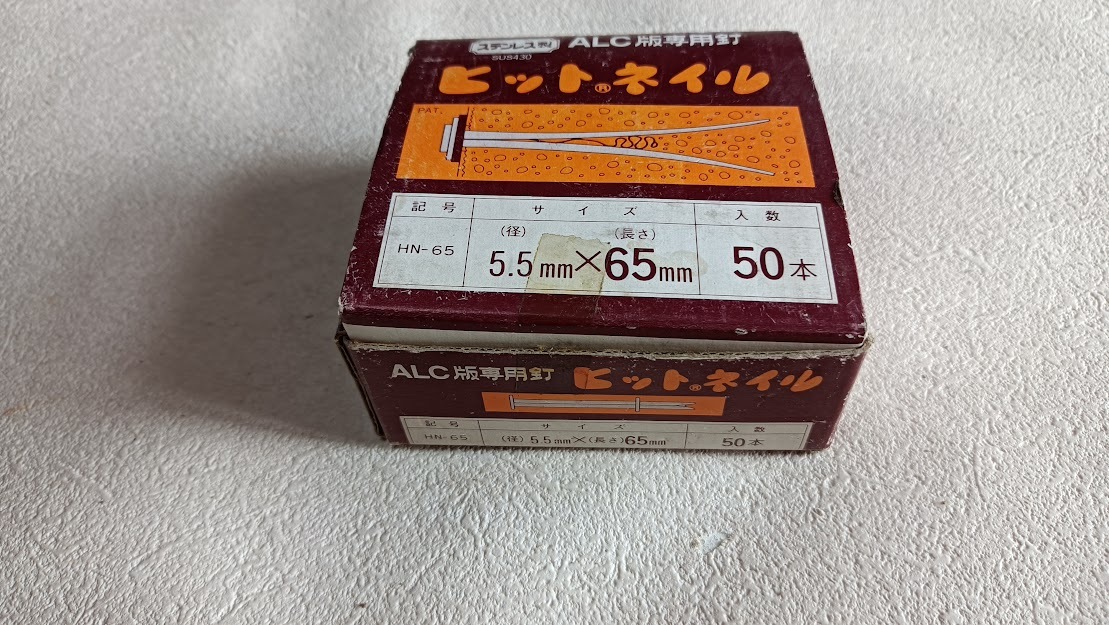 ステンレス製 ALC版専用釘
SUS430
ヒット®ネイル
PAT.
記号 サイズ 入数
(径) (長さ)
HN-65 5.5mm×65mm 50本
ALC版専用釘 ヒット®ネイル
記号 サイズ 入数
HN-65 (径)5.5mm×(長さ)65mm 50本